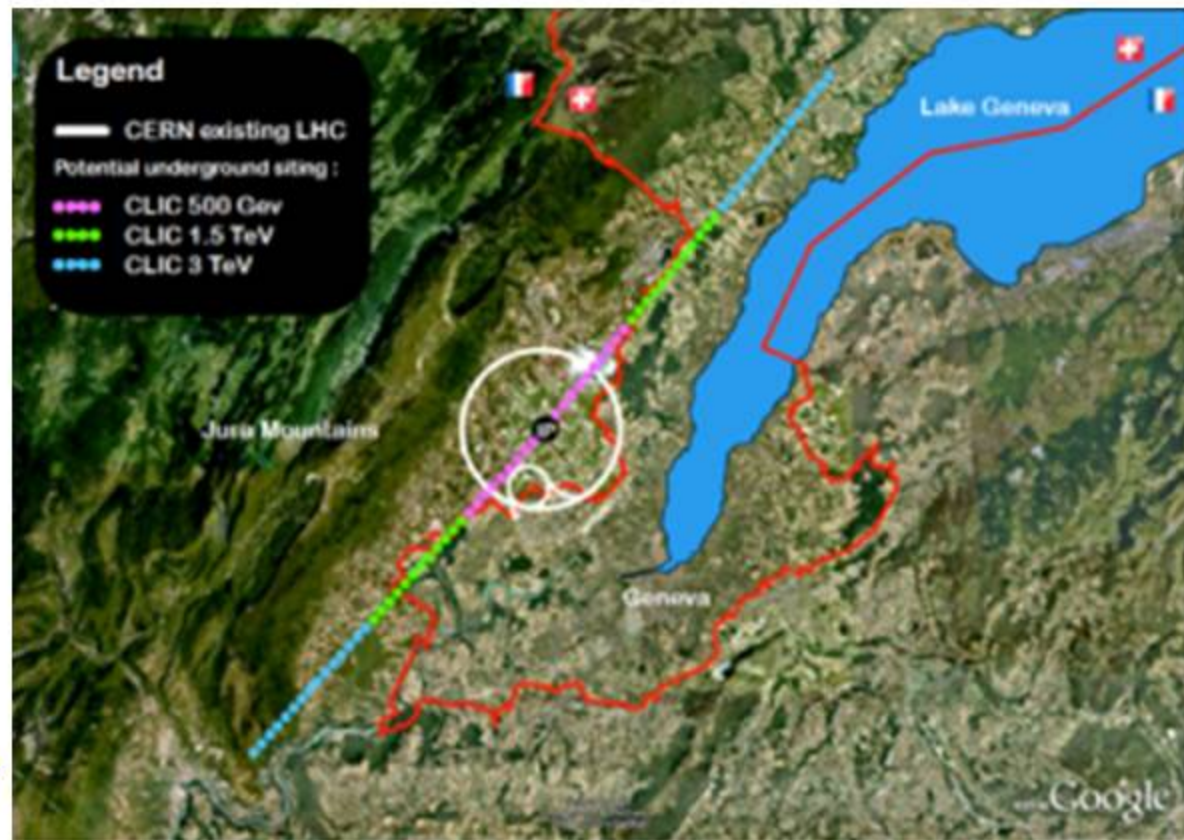 Legend
CERN existing LHC
Potential underground siting :
CLIC 500 Gev
CLIC 1.5 TeV
CLIC 3 TeV
Lake Geneva
Jura Mountains
IP
Geneva
Google